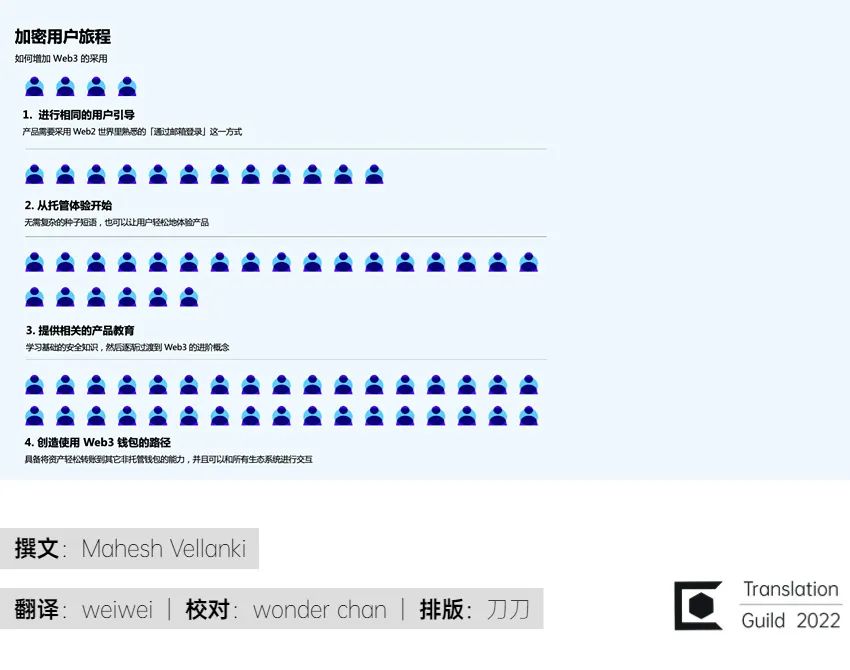 加密用户旅程
如何增加 Web3 的采用
1. 进行相同的用户引导
产品需要采用 Web2 世界里熟悉的「通过邮箱登录」这一方式
2. 从托管体验开始
无需复杂的种子短语，也可以让用户轻松地体验产品
3. 提供相关的产品教育
学习基础的安全知识，然后逐渐过渡到 Web3 的进阶概念
4. 创造使用 Web3 钱包的路径
具备将资产轻松转账到其它非托管钱包的能力，并且可以和所有生态系统进行交互
撰文：Mahesh Vellanki
翻译：weiwei｜校对：wonder chan｜排版：刀刀
Translation
Guild 2022